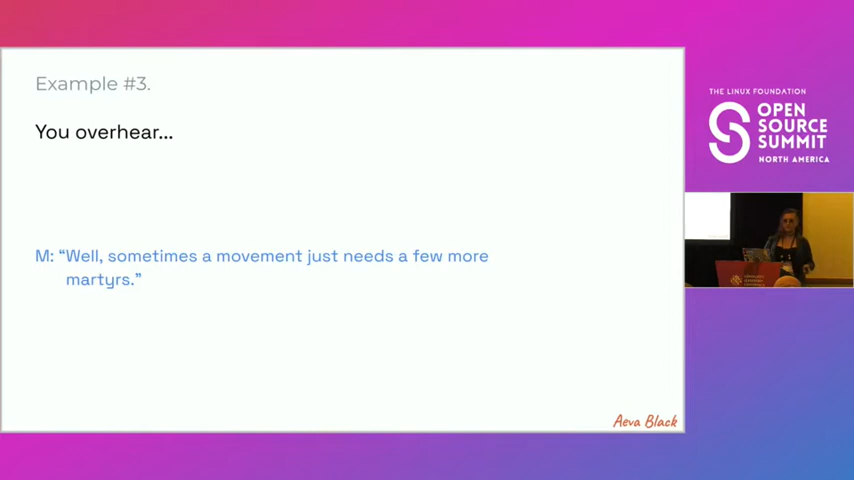 Example #3.
You overhear...
M: “Well, sometimes a movement just needs a few more
martyrs.”
Aeva Black
THE LINUX FOUNDATION
OPEN
SOURCE
SUMMIT
NORTH AMERICA